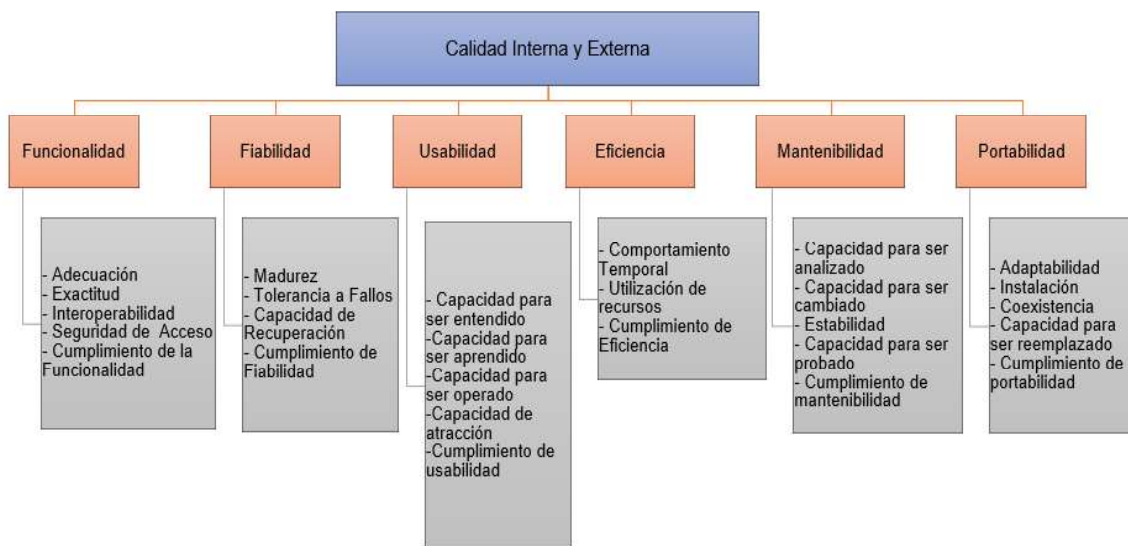 Calidad Interna y Externa
Funcionalidad
Fiabilidad
Usabilidad
Eficiencia
Mantenibilidad
Portabilidad
- Adecuación
- Exactitud
- Interoperabilidad
- Seguridad de Acceso
- Cumplimiento de la
Funcionalidad
- Madurez
- Tolerancia a Fallos
- Capacidad de
Recuperación
- Cumplimiento de
Fiabilidad
- Capacidad para
ser entendido
-Capacidad para
ser aprendido
-Capacidad para
ser operado
-Capacidad de
atracción
-Cumplimiento de
usabilidad
- Comportamiento
Temporal
- Utilización de
recursos
- Cumplimiento de
Eficiencia
- Capacidad para ser
analizado
- Capacidad para ser
cambiado
- Estabilidad
- Capacidad para ser
probado
- Cumplimiento de
mantenibilidad
- Adaptabilidad
- Instalación
- Coexistencia
- Capacidad para
ser reemplazado
- Cumplimiento de
portabilidad